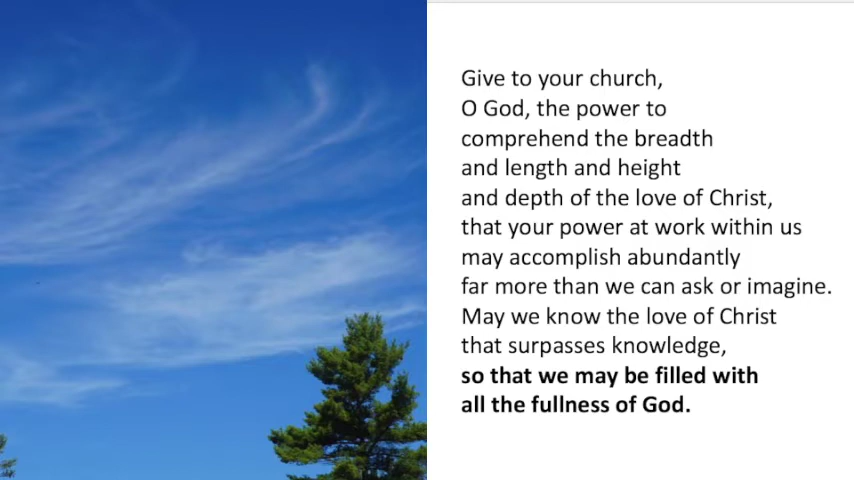 Give to your church,
O God, the power to
comprehend the breadth
and length and height
and depth of the love of Christ,
that your power at work within us
may accomplish abundantly
far more than we can ask or imagine.
May we know the love of Christ
that surpasses knowledge,
so that we may be filled with
all the fullness of God.